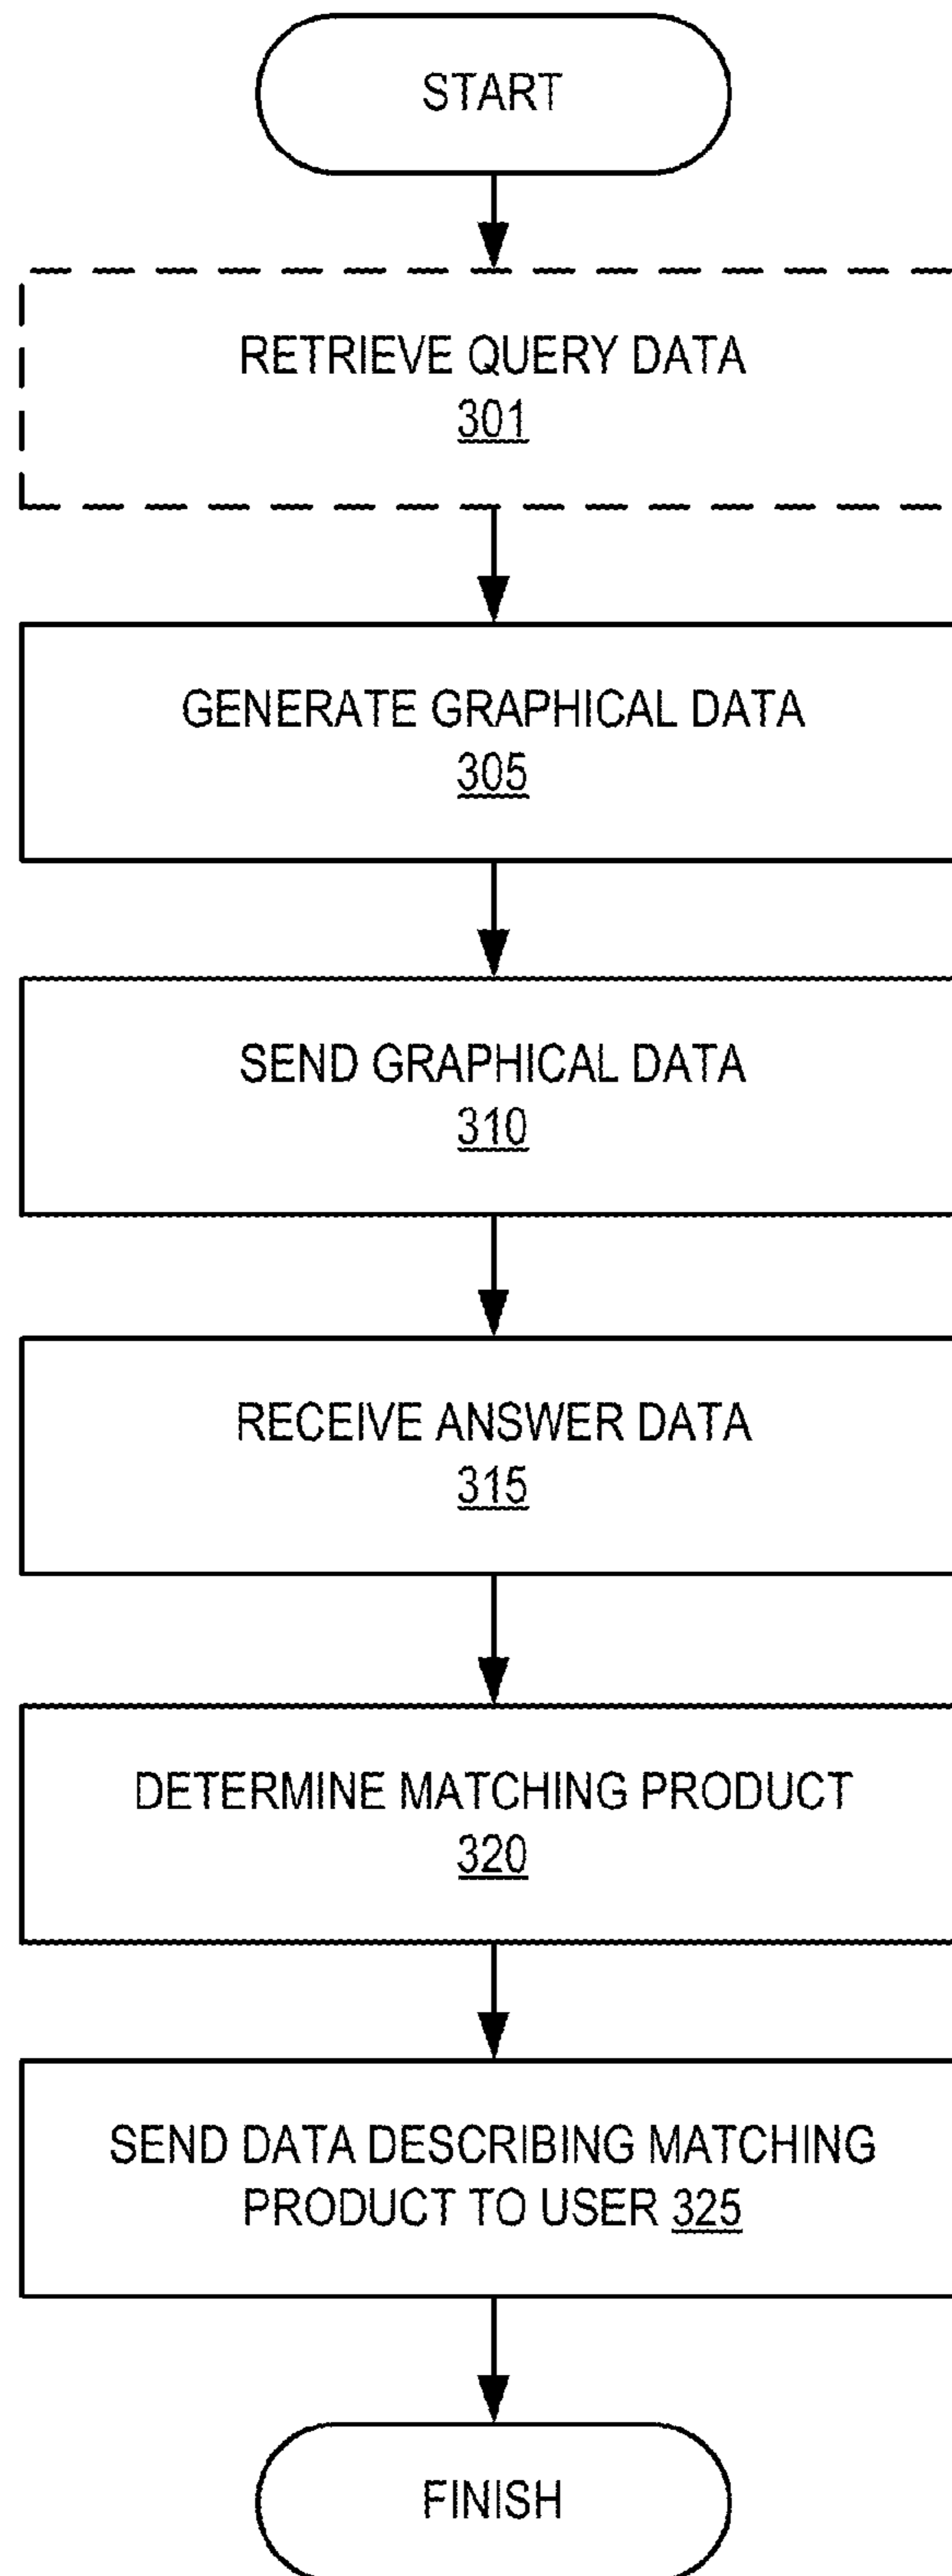 START
RETRIEVE QUERY DATA
301
GENERATE GRAPHICAL DATA
305
SEND GRAPHICAL DATA
310
RECEIVE ANSWER DATA
315
DETERMINE MATCHING PRODUCT
320
SEND DATA DESCRIBING MATCHING
PRODUCT TO USER 325
FINISH